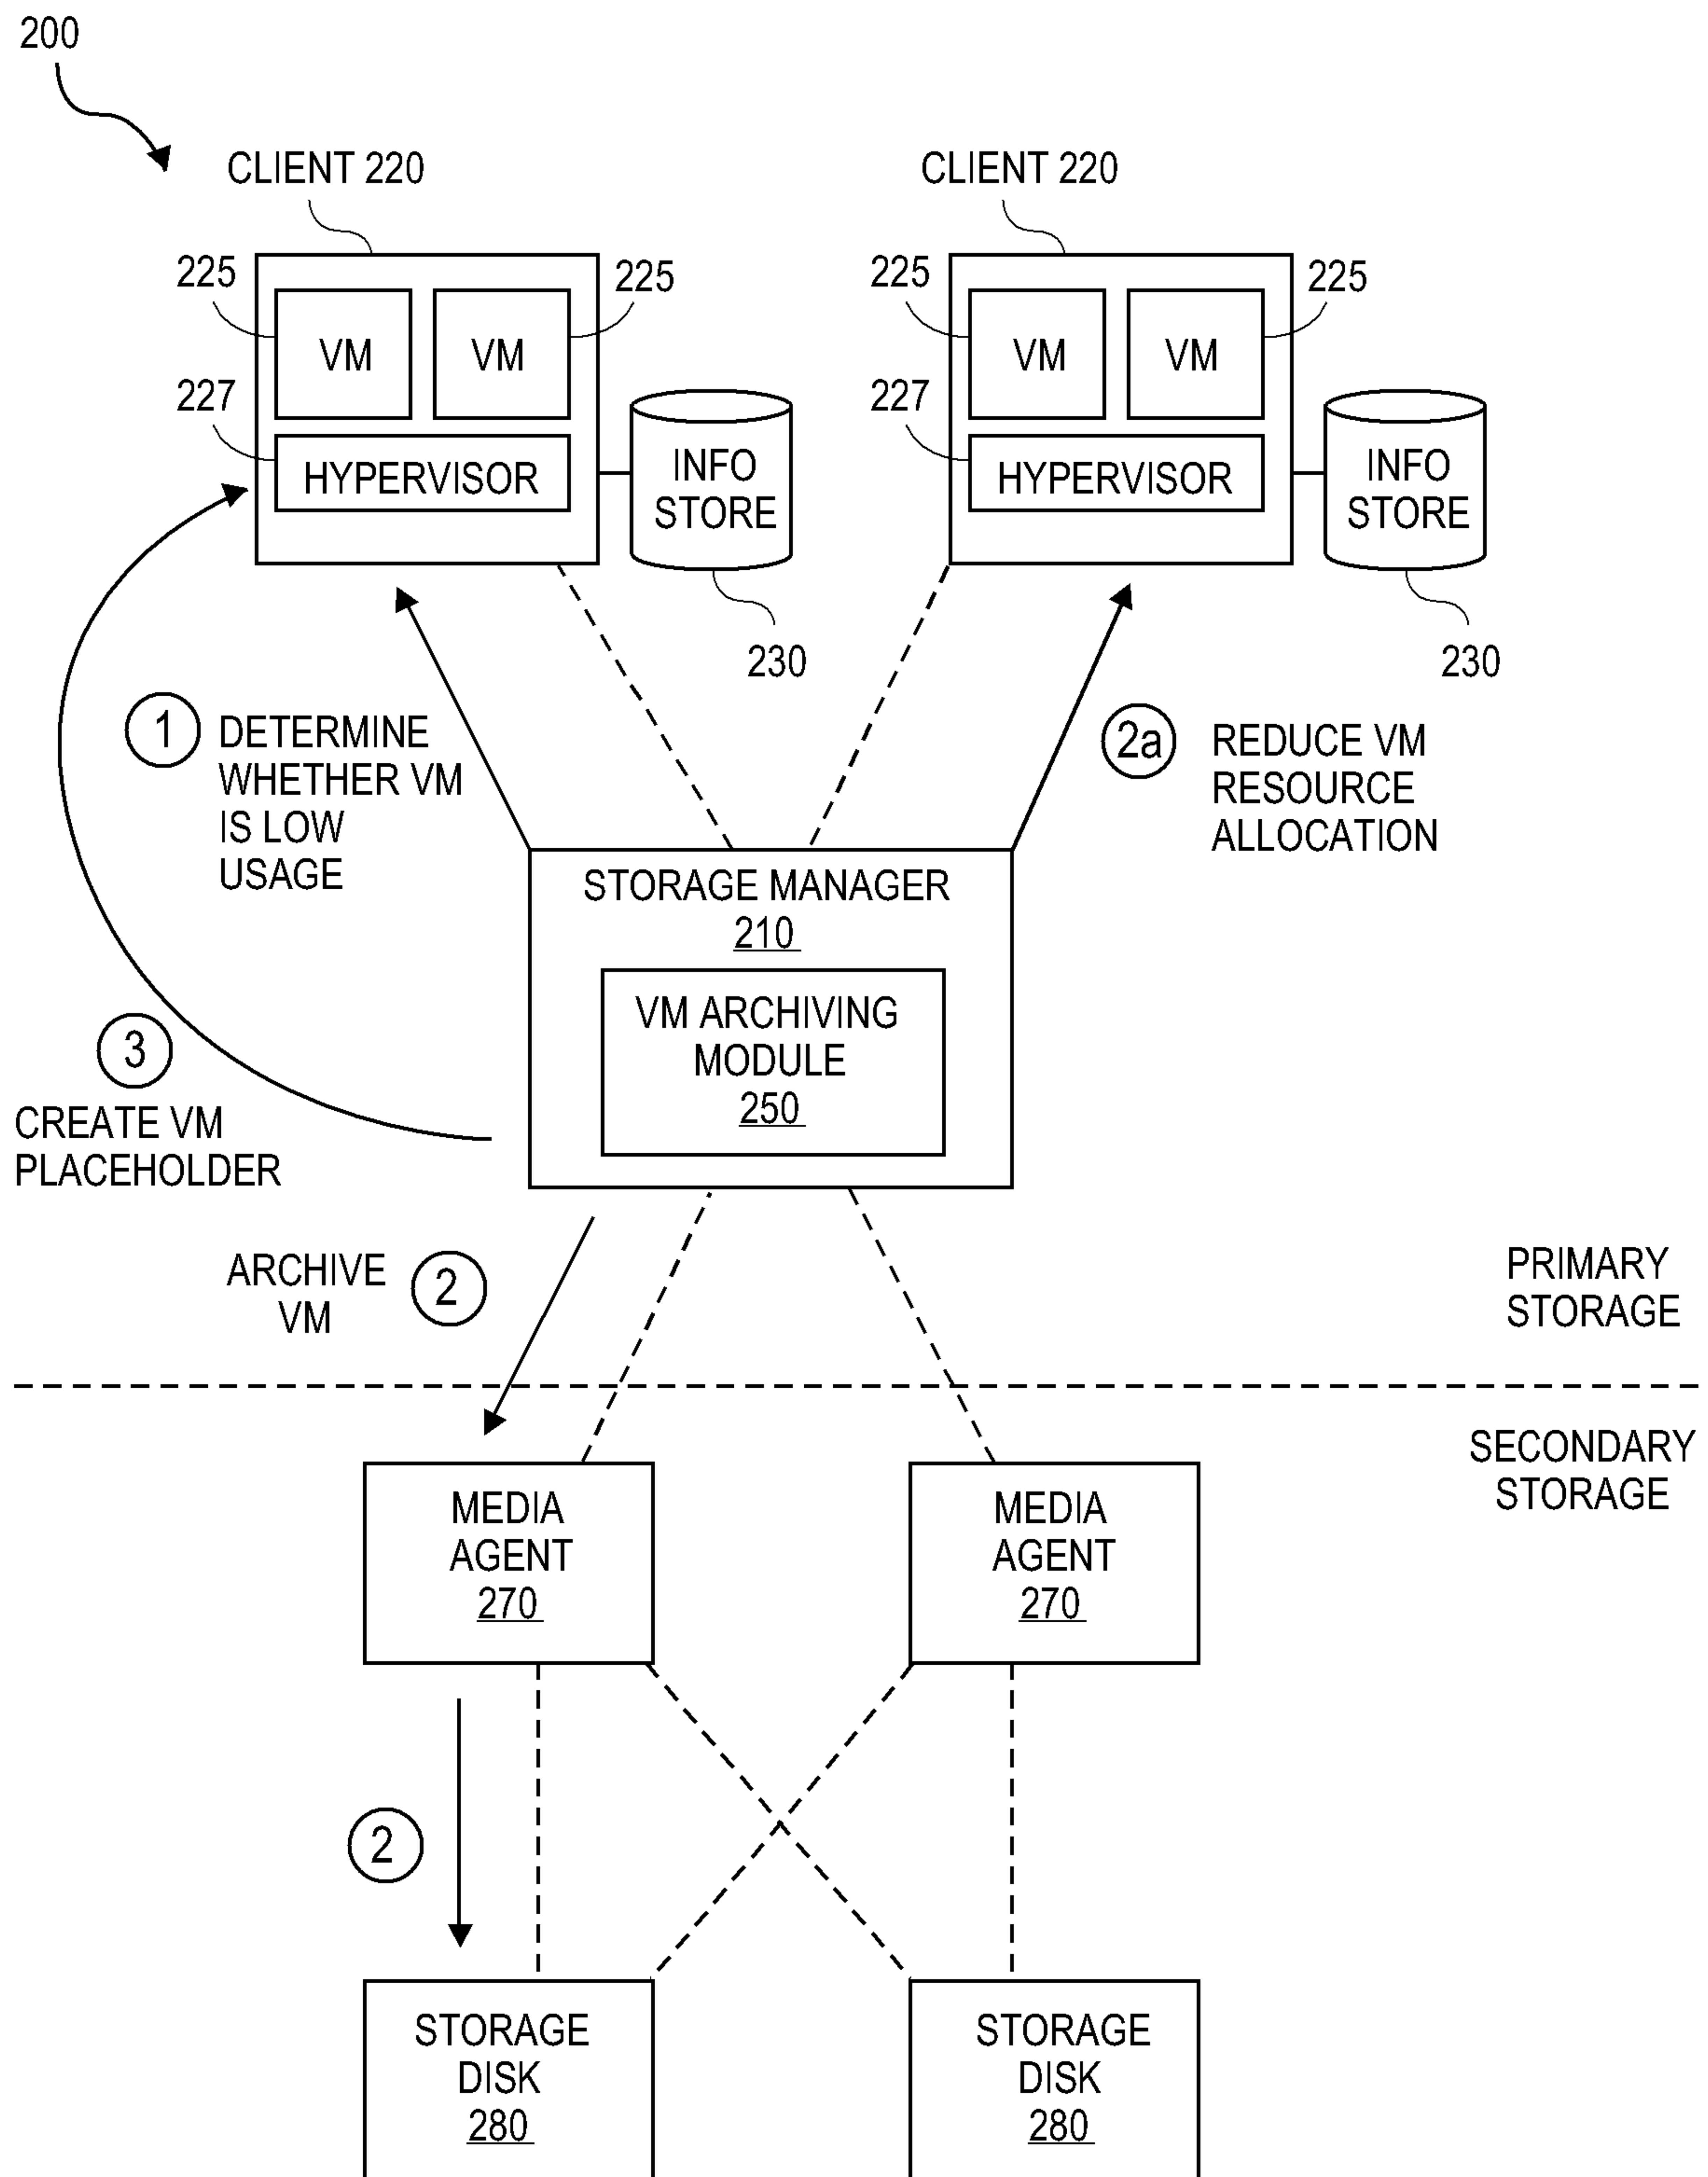 200
CLIENT 220
CLIENT 220
225
225
225
225
VM
VM
VM
VM
227
227
HYPERVISOR
INFO
STORE
HYPERVISOR
INFO
STORE
230
230
1
DETERMINE
WHETHER VM
IS LOW
USAGE
2a
REDUCE VM
RESOURCE
ALLOCATION
STORAGE MANAGER
210
VM ARCHIVING
MODULE
250
3
CREATE VM
PLACEHOLDER
ARCHIVE
VM
2
PRIMARY
STORAGE
SECONDARY
STORAGE
MEDIA
AGENT
270
MEDIA
AGENT
270
2
STORAGE
DISK
280
STORAGE
DISK
280